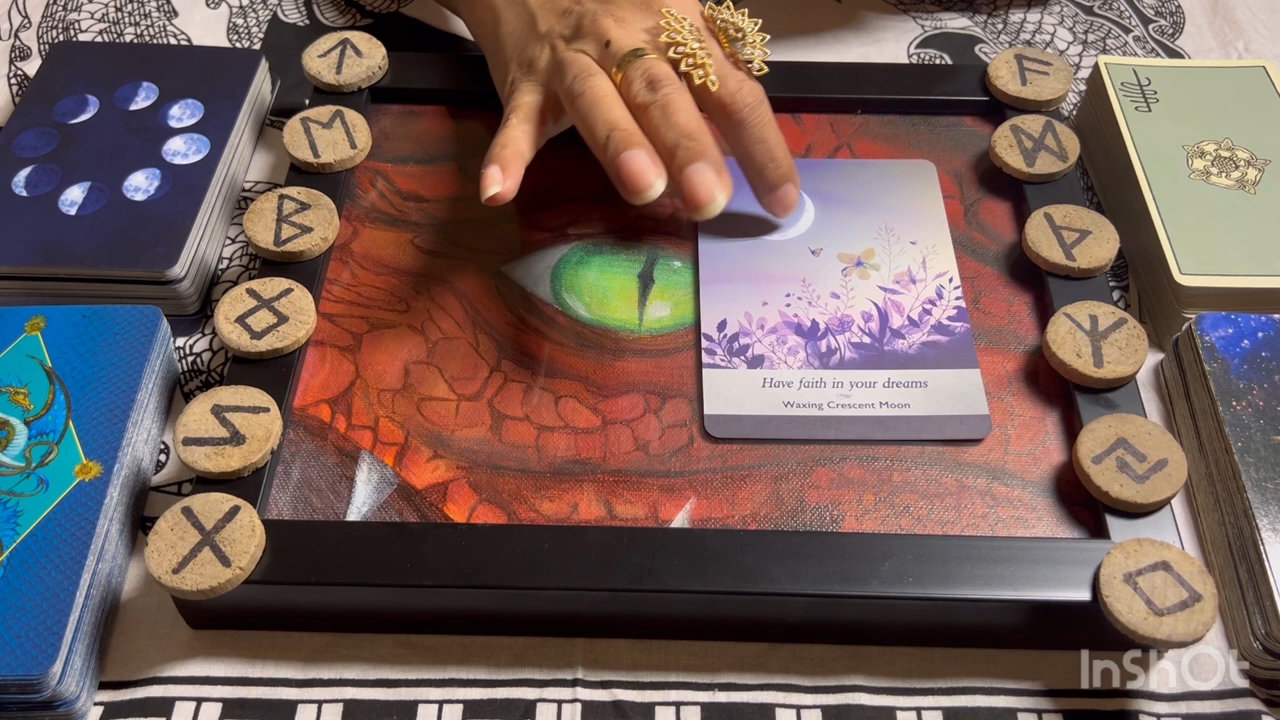 ᛏ
ᛖ
ᛒ
ᛝ
ᛊ
ᚷ
ᚨ
ᛞ
ᚦ
ᛉ
ᛃ
ᛜ
Have faith in your dreams
Waxing Crescent Moon
InShOt